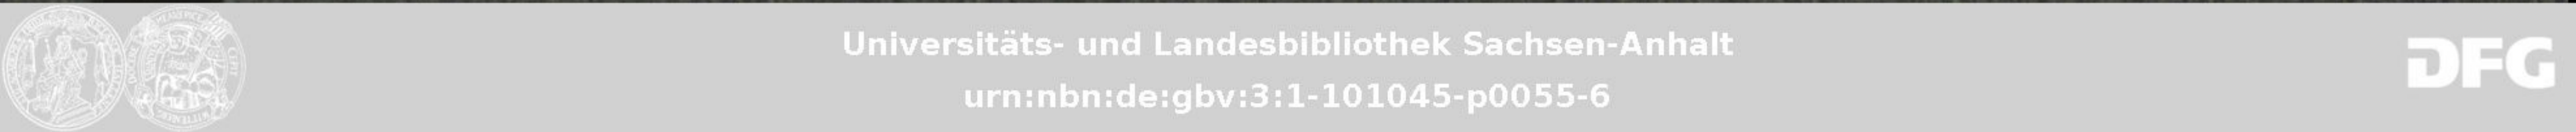 Universitäts- und Landesbibliothek Sachsen-Anhalt
urn:nbn:de:gbv:3:1-101045-p0055-6
DFG